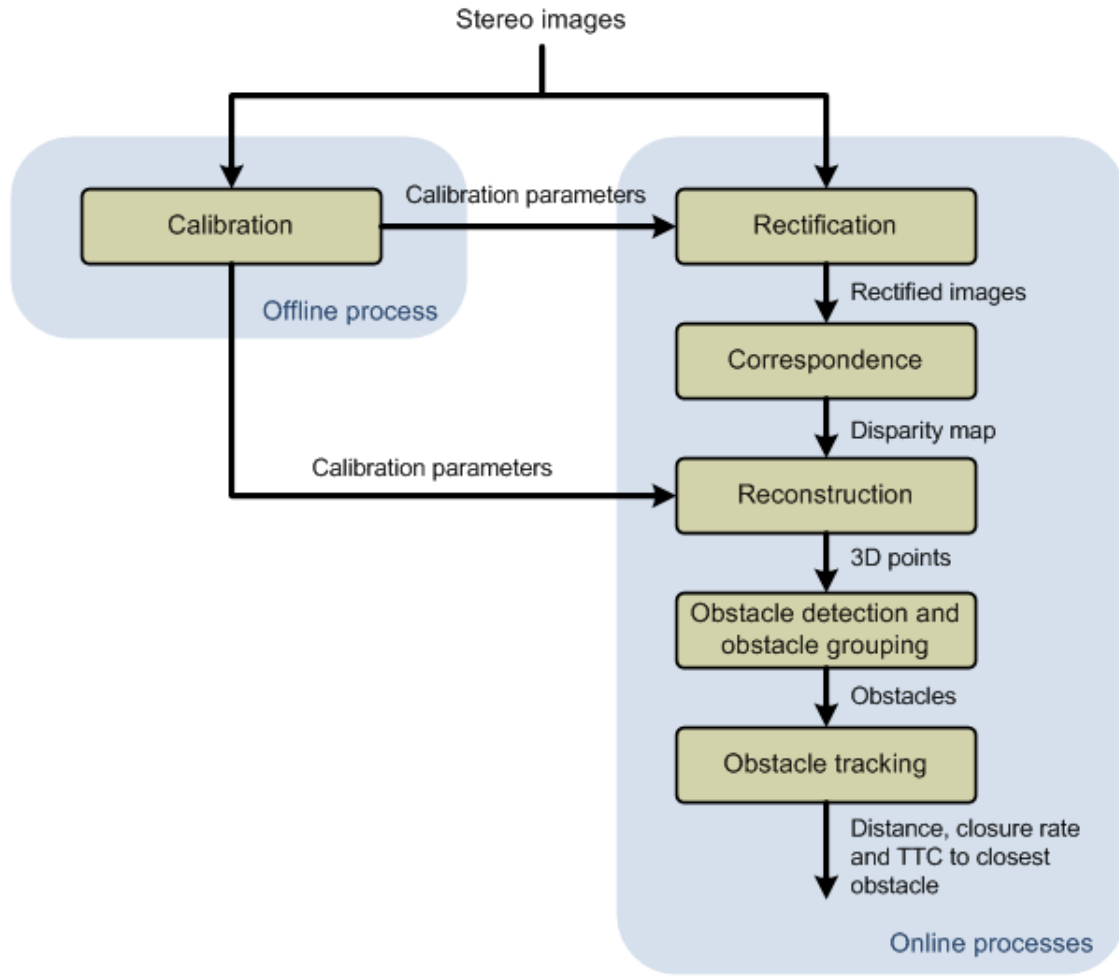 Stereo images
Calibration
Calibration parameters
Rectification
Offline process
Rectified images
Correspondence
Disparity map
Calibration parameters
Reconstruction
3D points
Obstacle detection and
obstacle grouping
Obstacles
Obstacle tracking
Distance, closure rate
and TTC to closest
obstacle
Online processes